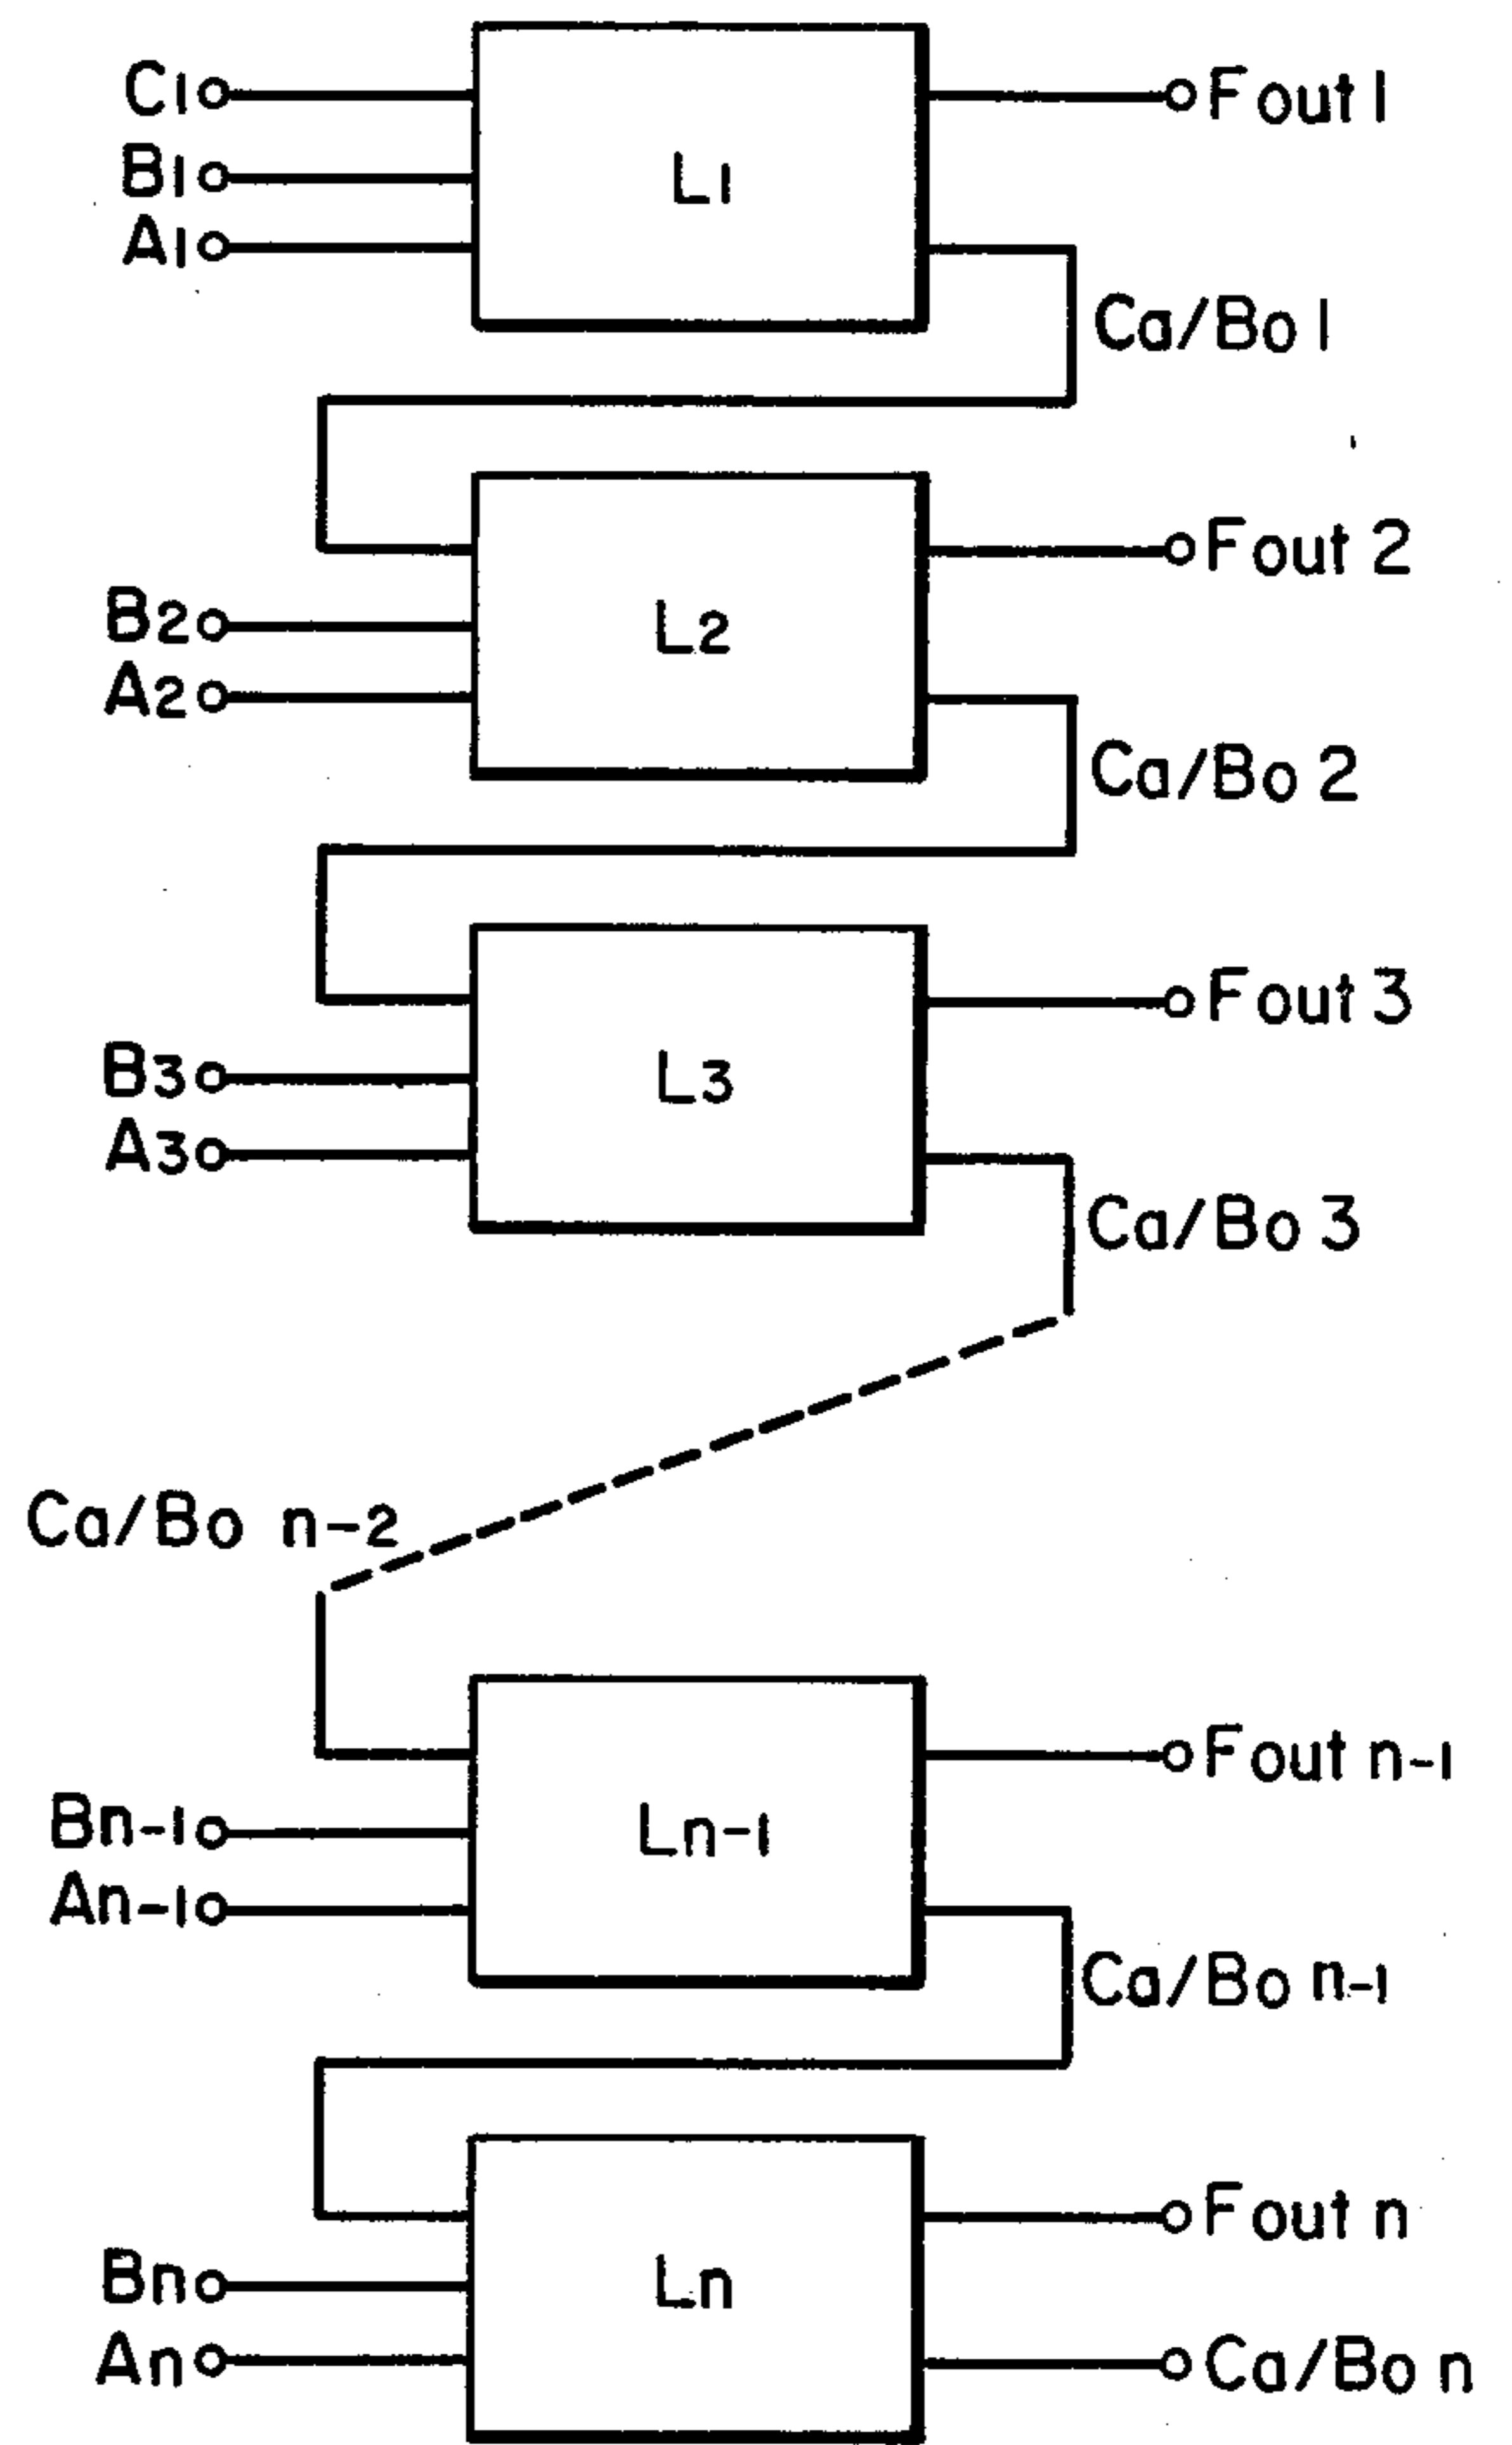 C1
Fout 1
B1
L1
A1
Ca/Bo 1
Fout 2
B2
L2
A2
Ca/Bo 2
Fout 3
B3
L3
A3
Ca/Bo 3
Ca/Bo n-2
Fout n-1
Bn-1
Ln-1
An-1
Ca/Bo n-1
Fout n
Bn
Ln
An
Ca/Bo n